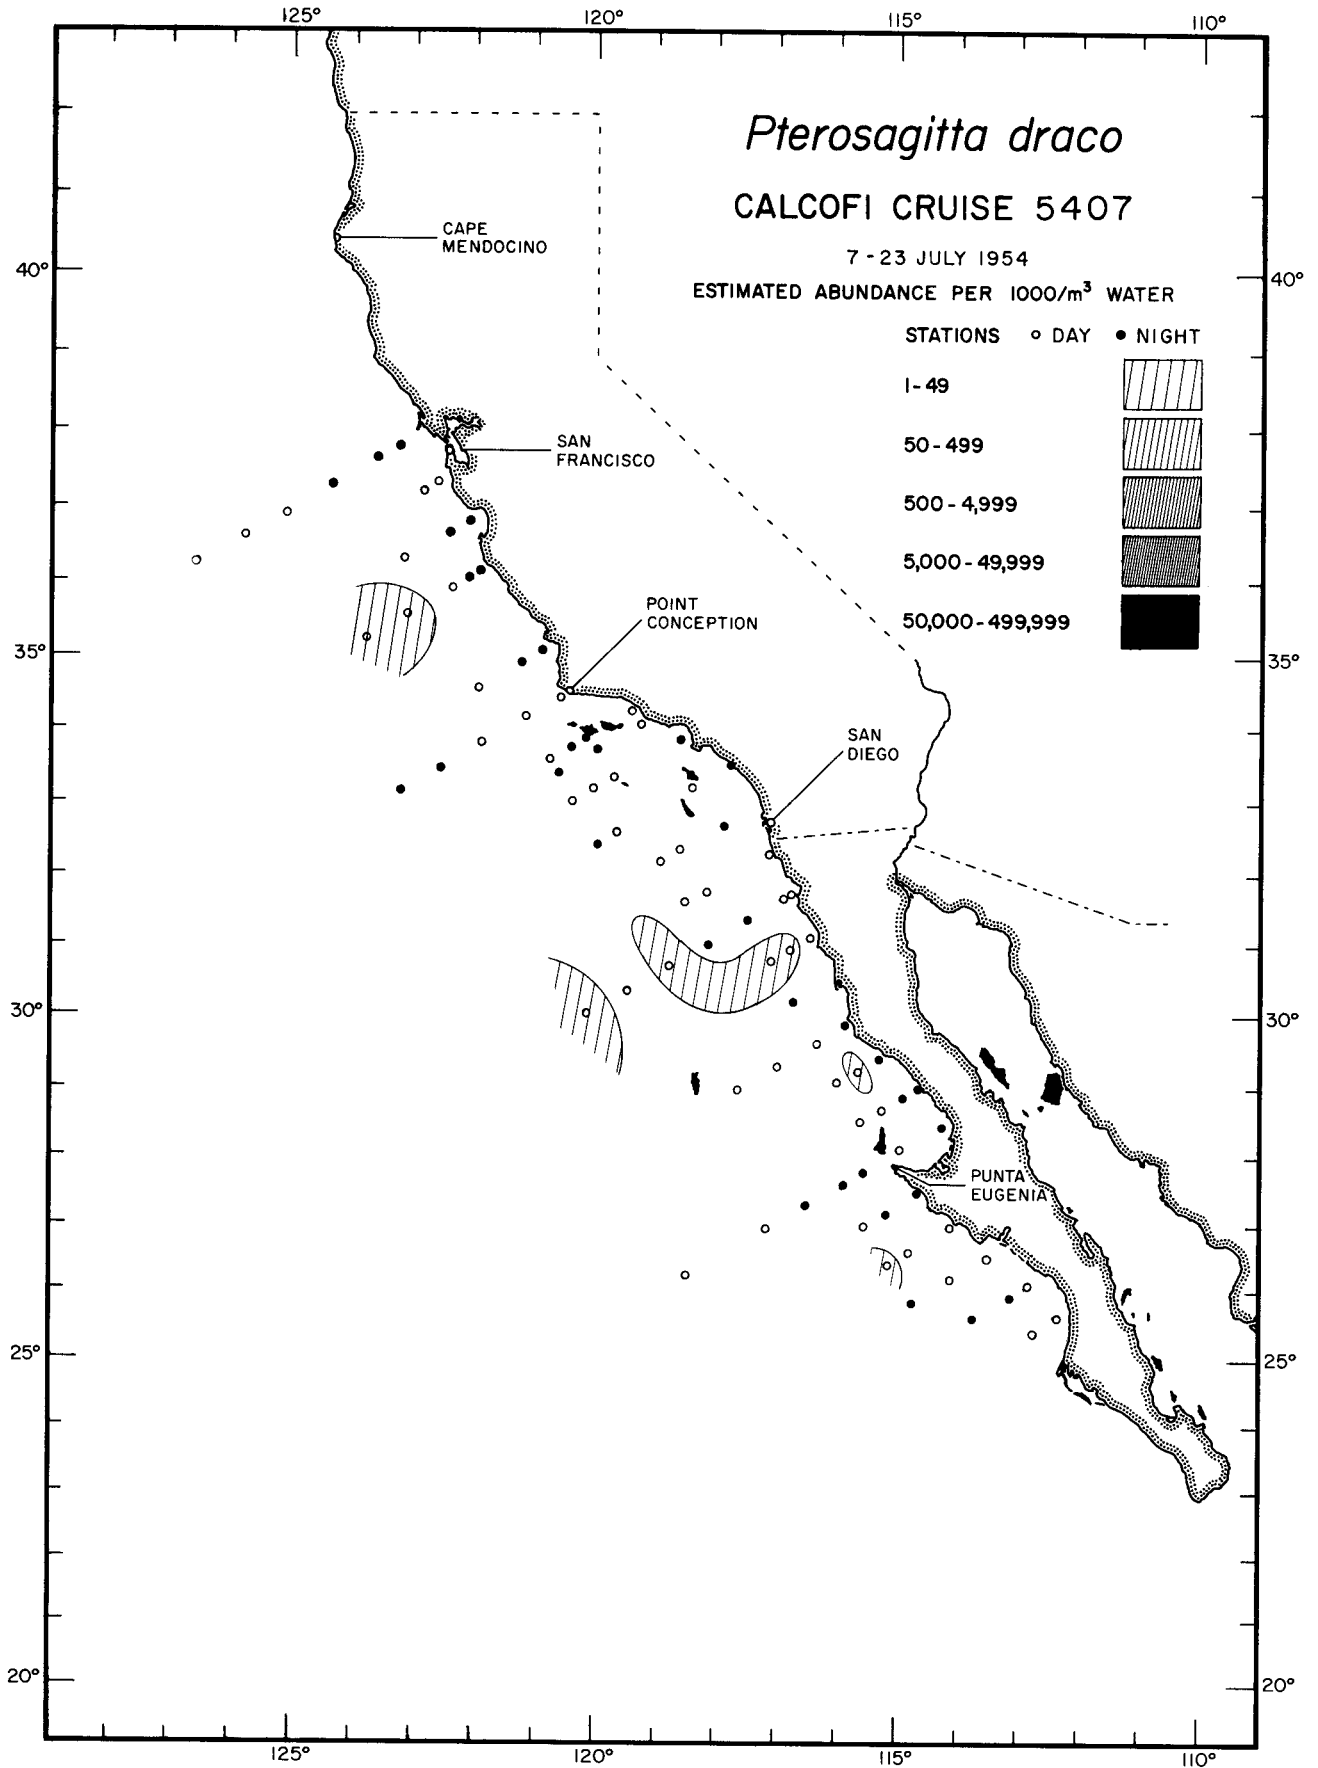 125° 120° 115° 110°
Pterosagitta draco
CALCOFI CRUISE 5407
7-23 JULY 1954
ESTIMATED ABUNDANCE PER 1000/m³ WATER
STATIONS ○ DAY ● NIGHT
1-49
50-499
500-4,999
5,000-49,999
50,000-499,999
CAPE
MENDOCINO
40° 40°
SAN
FRANCISCO
POINT
CONCEPTION
35° 35°
SAN
DIEGO
30° 30°
PUNTA
EUGENIA
25° 25°
20° 20°
125° 120° 115° 110°